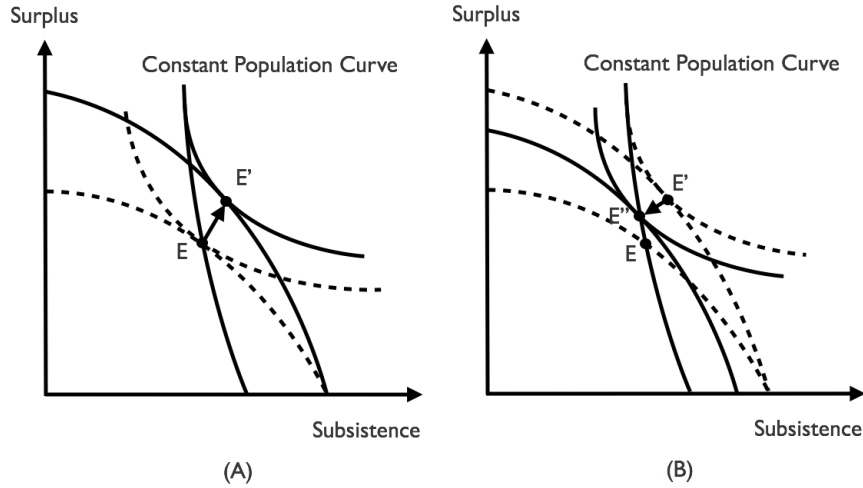 Surplus
Constant Population Curve
E'
E
Subsistence
(A)
Surplus
Constant Population Curve
E'
E''
E
Subsistence
(B)